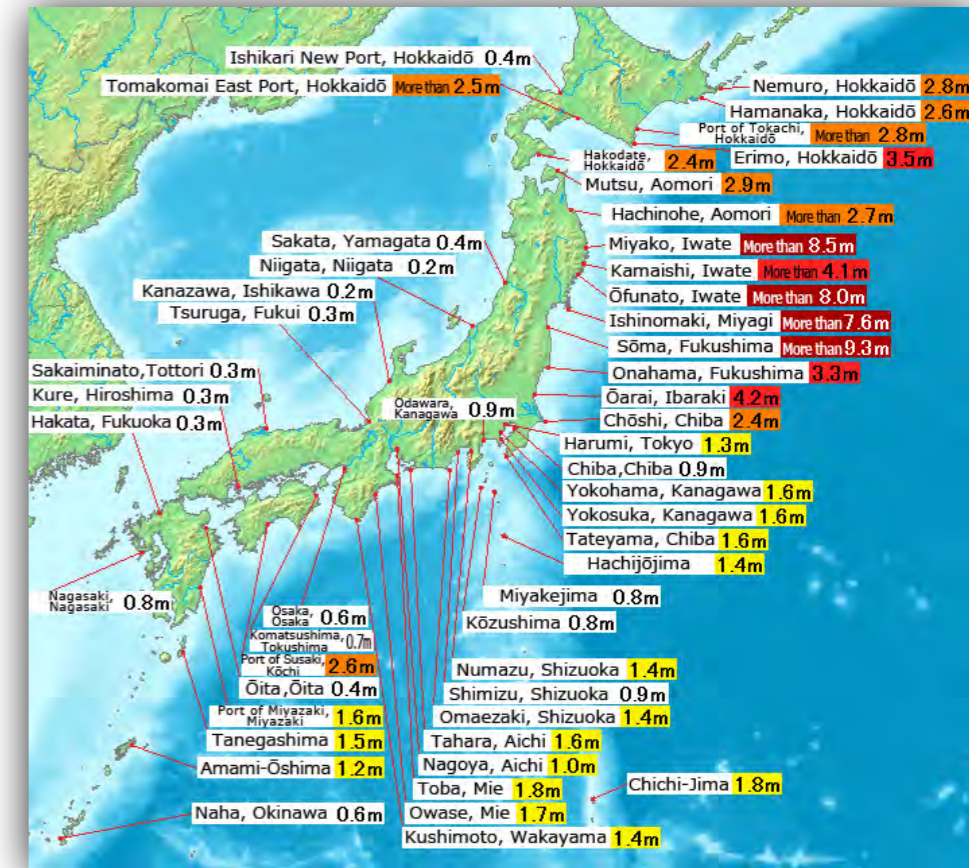 Ishikari New Port, Hokkaidō 0.4m
Tomakomai East Port, Hokkaidō More than 2.5m
Nemuro, Hokkaidō 2.8m
Hamanaka, Hokkaidō 2.6m
Port of Tokachi,
Hokkaidō More than 2.8m
Erimo, Hokkaidō 3.5m
Hakodate,
Hokkaidō 2.4m
Mutsu, Aomori 2.9m
Hachinohe, Aomori More than 2.7m
Miyako, Iwate More than 8.5m
Kamaishi, Iwate More than 4.1m
Ōfunato, Iwate More than 8.0m
Ishinomaki, Miyagi More than 7.6m
Sōma, Fukushima More than 9.3m
Onahama, Fukushima 3.3m
Ōarai, Ibaraki 4.2m
Chōshi, Chiba 2.4m
Sakata, Yamagata 0.4m
Niigata, Niigata 0.2m
Kanazawa, Ishikawa 0.2m
Tsuruga, Fukui 0.3m
Sakaiminato,Tottori 0.3m
Kure, Hiroshima 0.3m
Hakata, Fukuoka 0.3m
Odawara,
Kanagawa 0.9m
Harumi, Tokyo 1.3m
Chiba,Chiba 0.9m
Yokohama, Kanagawa 1.6m
Yokosuka, Kanagawa 1.6m
Tateyama, Chiba 1.6m
Hachijōjima 1.4m
Miyakejima 0.8m
Kōzushima 0.8m
Nagasaki,
Nagasaki 0.8m
Osaka,
Osaka 0.6m
Komatsushima,
Tokushima 0.7m
Port of Susaki,
Kōchi 2.6m
Ōita,Ōita 0.4m
Port of Miyazaki,
Miyazaki 1.6m
Tanegashima 1.5m
Amami-Ōshima 1.2m
Naha, Okinawa 0.6m
Numazu, Shizuoka 1.4m
Shimizu, Shizuoka 0.9m
Omaezaki, Shizuoka 1.4m
Tahara, Aichi 1.6m
Nagoya, Aichi 1.0m
Toba, Mie 1.8m
Owase, Mie 1.7m
Kushimoto, Wakayama 1.4m
Chichi-Jima 1.8m